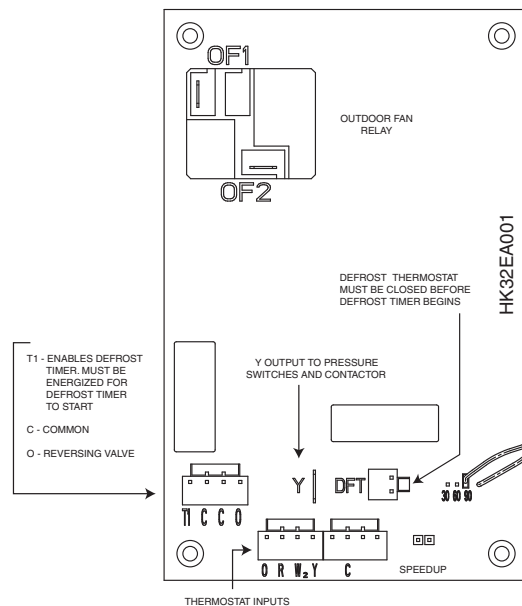 OF1
OUTDOOR FAN
RELAY
OF2
HK32EA001
DEFROST THERMOSTAT
MUST BE CLOSED BEFORE
DEFROST TIMER BEGINS
T1 - ENABLES DEFROST
TIMER. MUST BE
ENERGIZED FOR
DEFROST TIMER
TO START
C - COMMON
O - REVERSING VALVE
Y OUTPUT TO PRESSURE
SWITCHES AND CONTACTOR
Y
DFT
30 60 90
T1 C C O
O R W₂ Y C
SPEEDUP
THERMOSTAT INPUTS